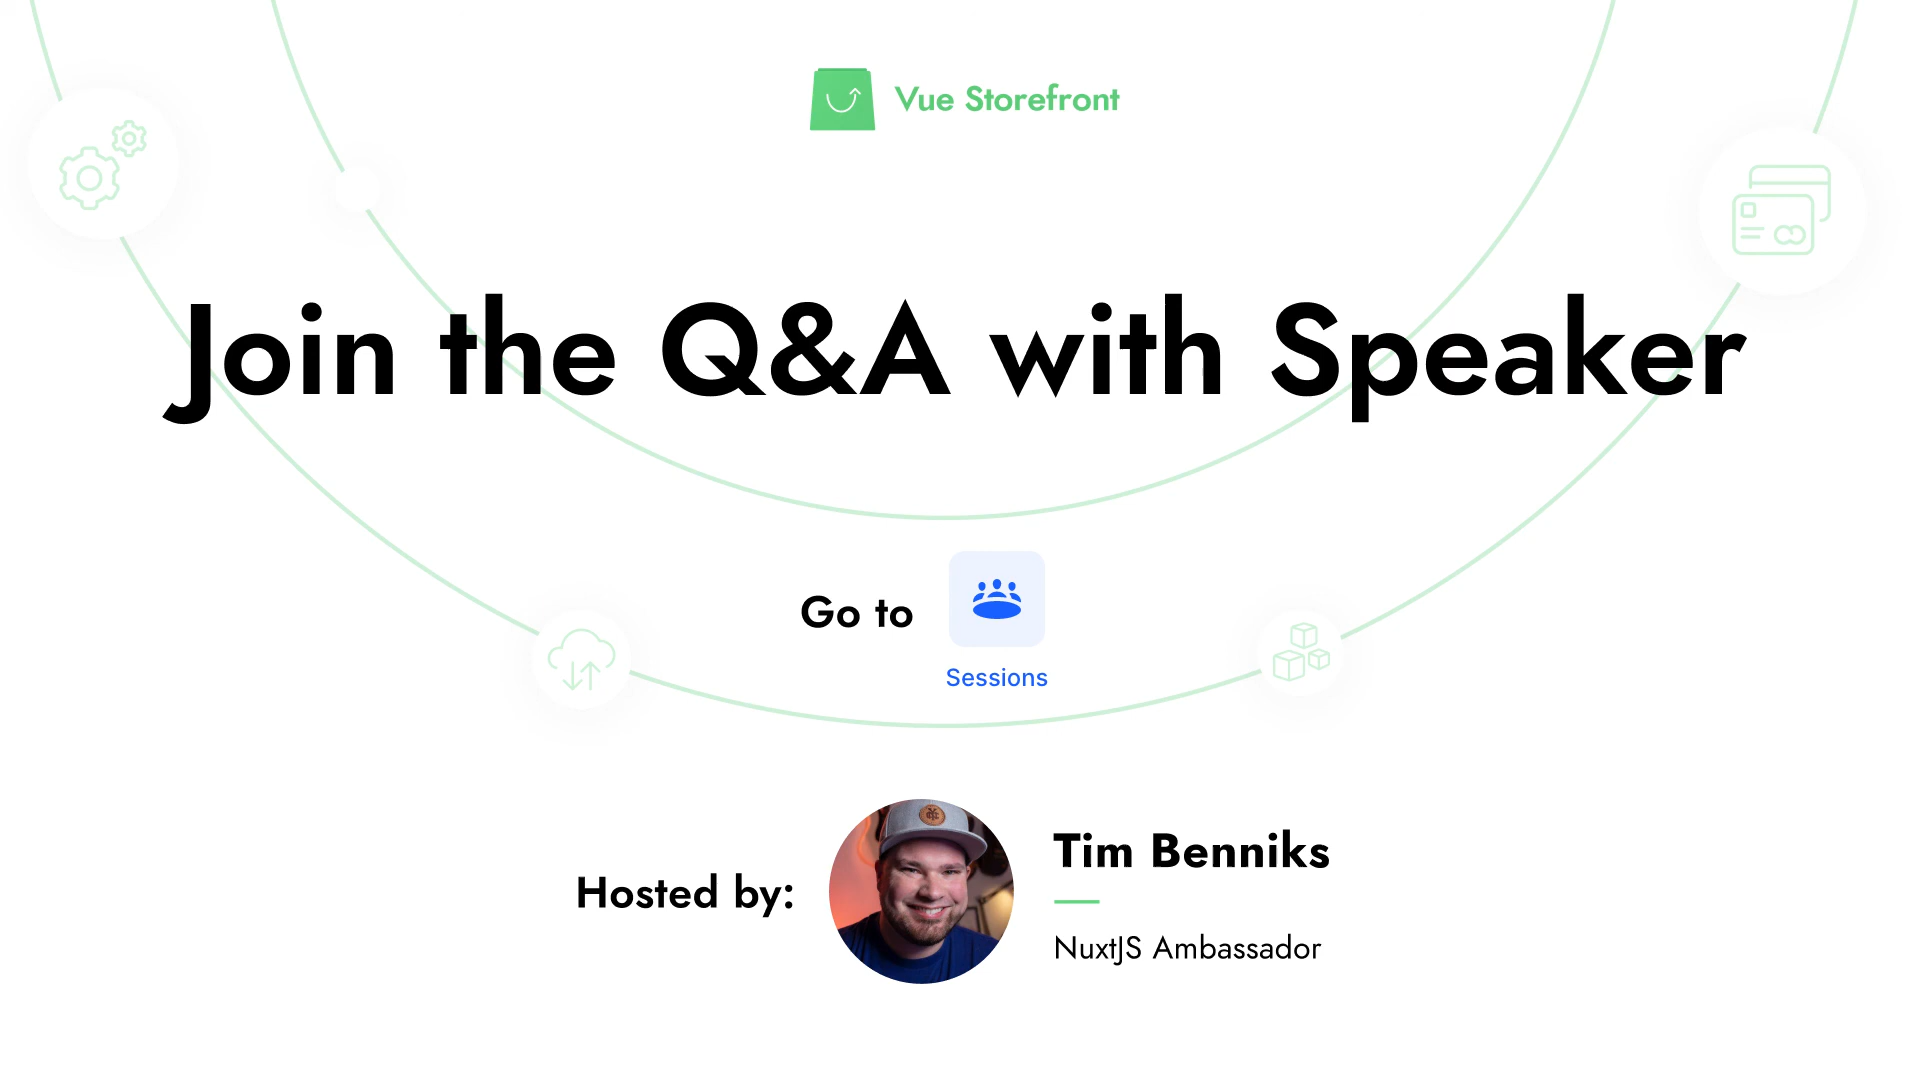 Vue Storefront
Join the Q&A with Speaker
Go to
Sessions
Hosted by:
Tim Benniks
NuxtJS Ambassador